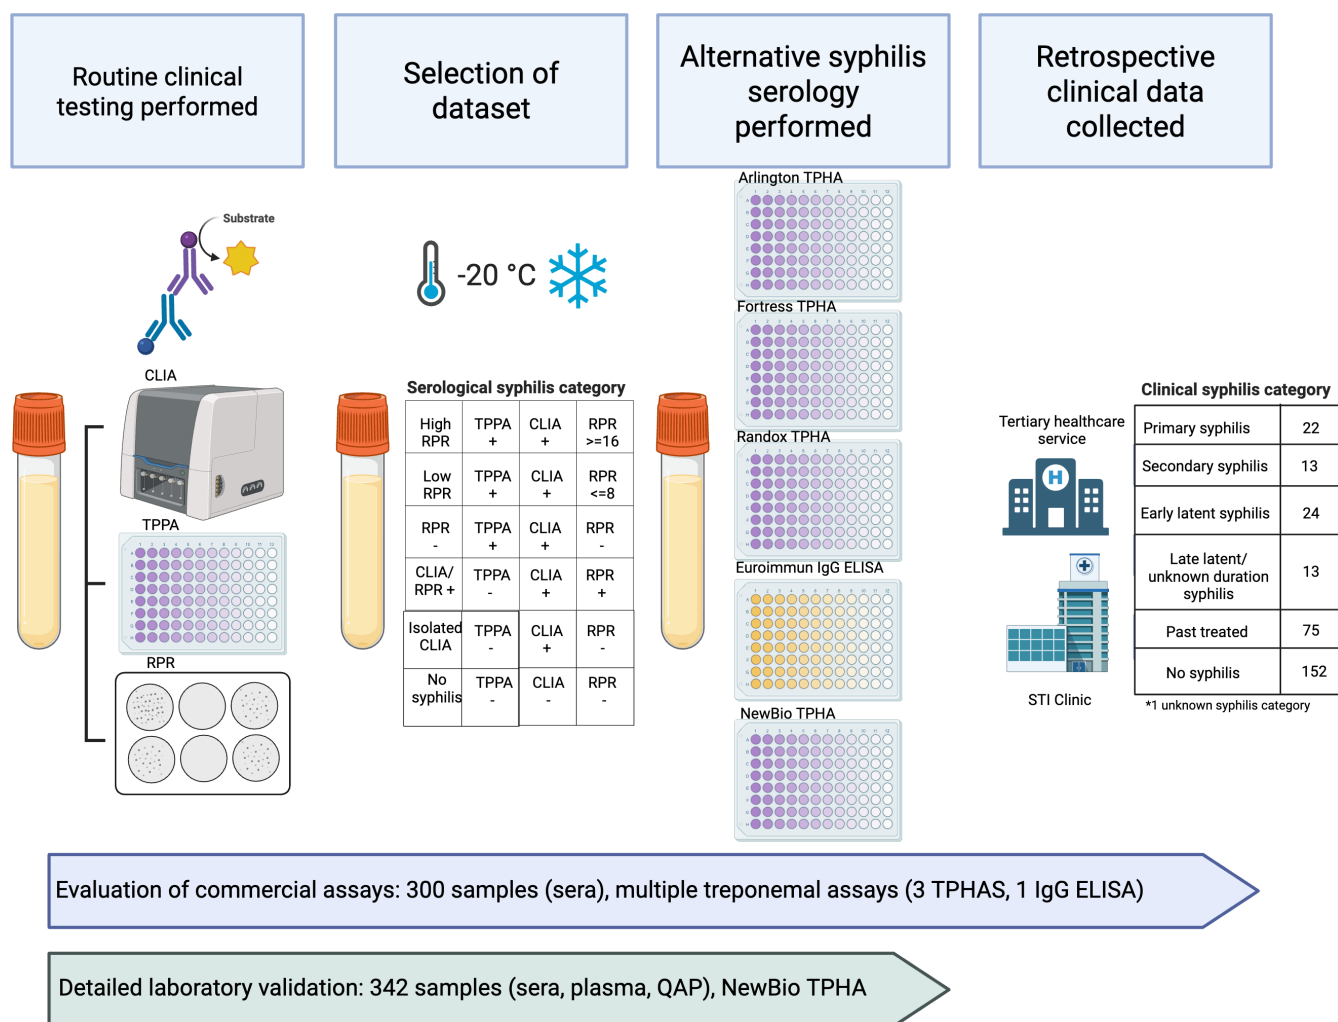 Routine clinical
testing performed
Selection of
dataset
Alternative syphilis
serology
performed
Retrospective
clinical data
collected
Substrate
CLIA
TPPA
RPR
-20 °C
Serological syphilis category
High
RPR
TPPA
+
CLIA
+
RPR
>=16
Low
RPR
TPPA
+
CLIA
+
RPR
<=8
RPR
-
TPPA
+
CLIA
+
RPR
-
CLIA/
RPR +
TPPA
-
CLIA
+
RPR
+
Isolated
CLIA
TPPA
-
CLIA
+
RPR
-
No
syphilis
TPPA
-
CLIA
-
RPR
-
Arlington TPHA
Fortress TPHA
Randox TPHA
Euroimmun IgG ELISA
NewBio TPHA
Tertiary healthcare
service
H
STI Clinic
Clinical syphilis category
Primary syphilis 22
Secondary syphilis 13
Early latent syphilis 24
Late latent/
unknown duration
syphilis
13
Past treated 75
No syphilis 152
*1 unknown syphilis category
Evaluation of commercial assays: 300 samples (sera), multiple treponemal assays (3 TPHAS, 1 IgG ELISA)
Detailed laboratory validation: 342 samples (sera, plasma, QAP), NewBio TPHA